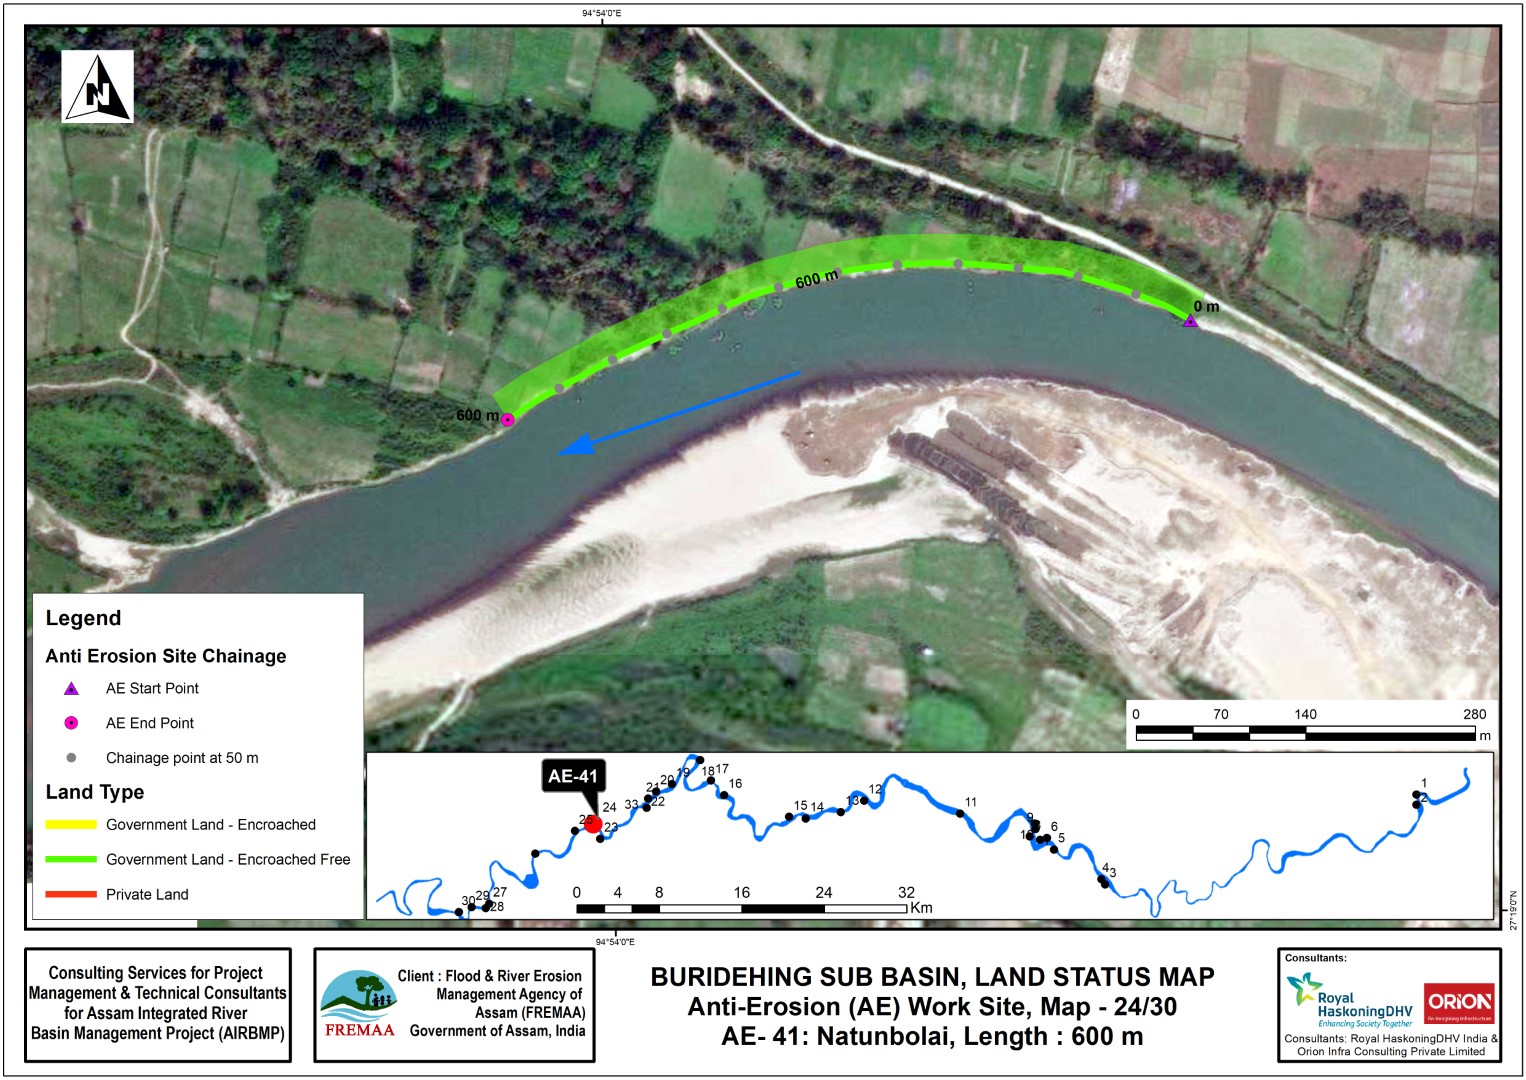 94°54'0"E
N
600 m
0 m
600 m
Legend
Anti Erosion Site Chainage
AE Start Point
AE End Point
Chainage point at 50 m
Land Type
Government Land - Encroached
Government Land - Encroached Free
Private Land
0 70 140 280
m
AE-41
1
2
3
4
5
6
9
10
11
12
13
14
15
16
17
18
19
20
21
22
33
23
24
25
27
28
29
30
0 4 8 16 24 32
Km
27°19'0"N
94°54'0"E
Consulting Services for Project
Management & Technical Consultants
for Assam Integrated River
Basin Management Project (AIRBMP)
FREMAA
Client : Flood & River Erosion
Management Agency of
Assam (FREMAA)
Government of Assam, India
BURIDEHING SUB BASIN, LAND STATUS MAP
Anti-Erosion (AE) Work Site, Map - 24/30
AE- 41: Natunbolai, Length : 600 m
Consultants:
Royal
HaskoningDHV
Enhancing Society Together
ORION
Re-imagining Infrastructure
Consultants: Royal HaskoningDHV India &
Orion Infra Consulting Private Limited